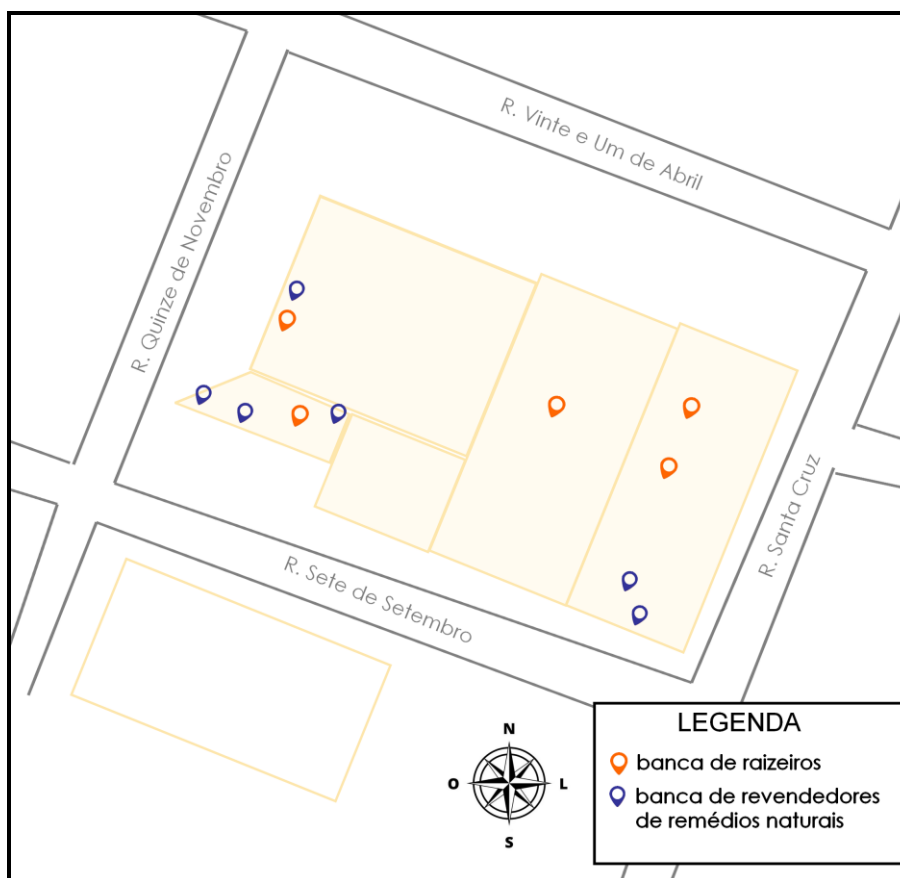 R. Vinte e Um de Abril
R. Quinze de Novembro
R. Santa Cruz
R. Sete de Setembro
N
O
L
S
LEGENDA
banca de raizeiros
banca de revendedores
de remédios naturais